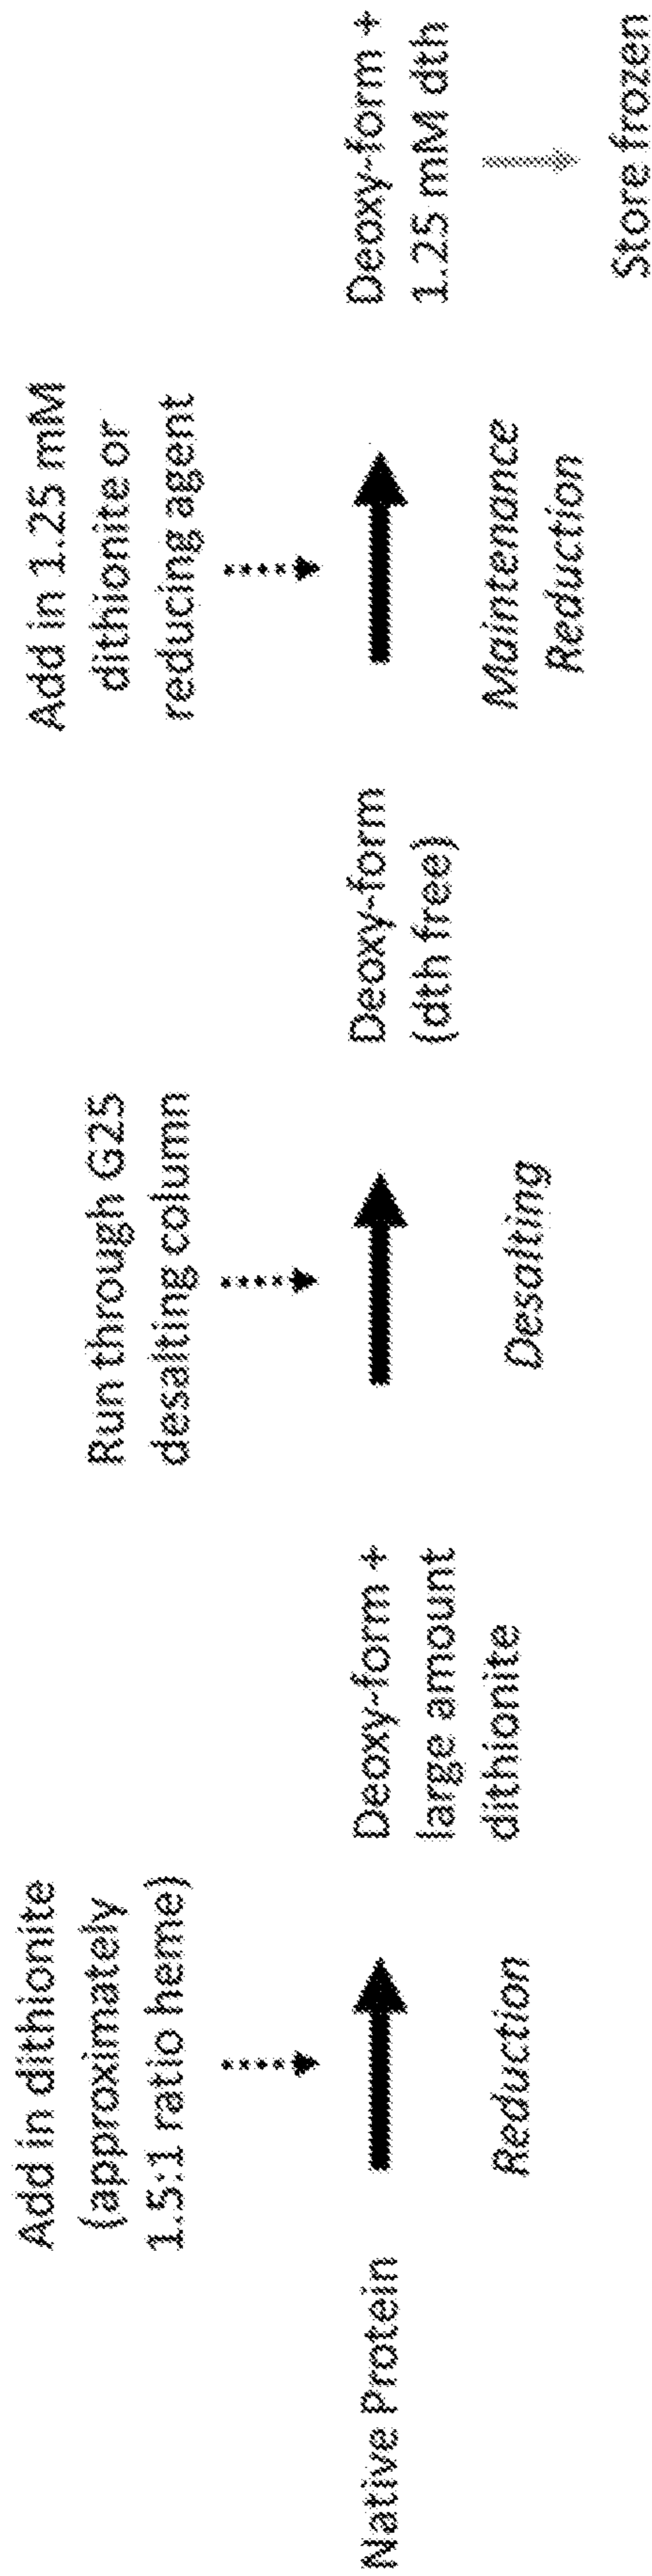 Native Protein
Add in dithionite
(approximately
1.5:1 ratio heme)
Reduction
Deoxy-form +
large amount
dithionite
Run through G25
desalting column
Desalting
Deoxy-form
(dth free)
Add in 1.25 mM
dithionite or
reducing agent
Maintenance
Reduction
Deoxy-form +
1.25 mM dth
Store frozen